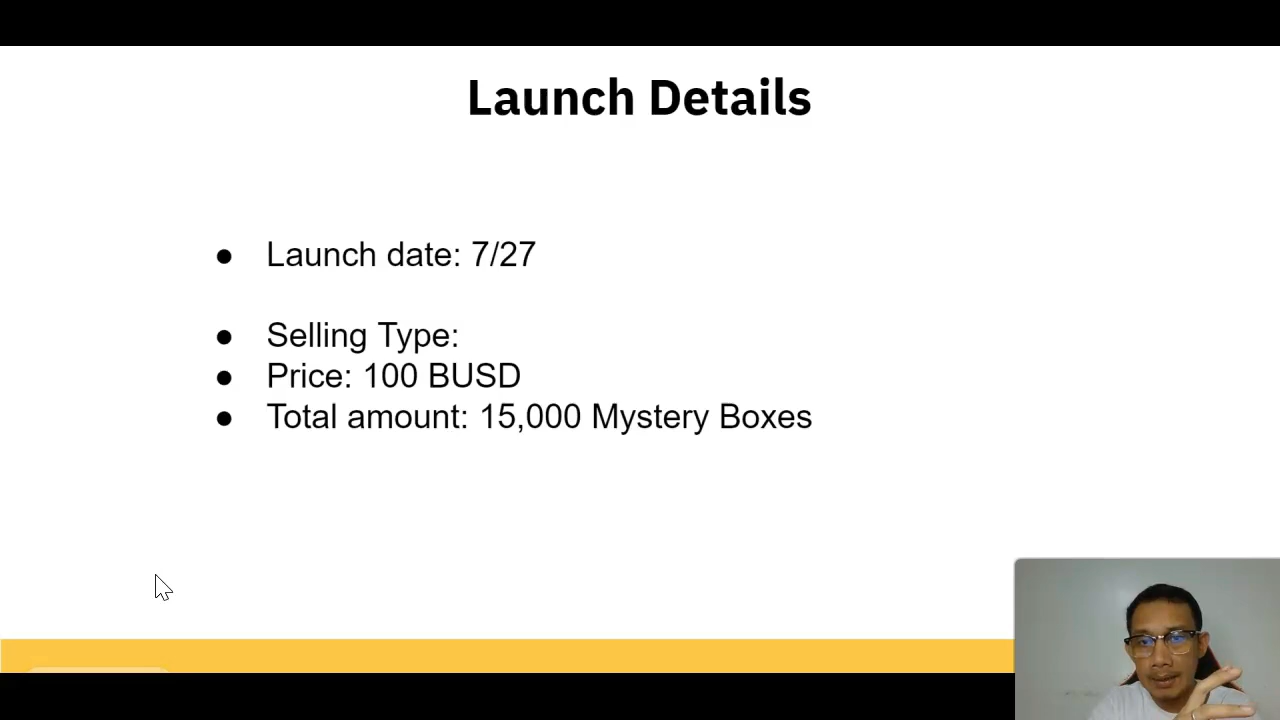 Launch Details
● Launch date: 7/27
● Selling Type:
● Price: 100 BUSD
● Total amount: 15,000 Mystery Boxes